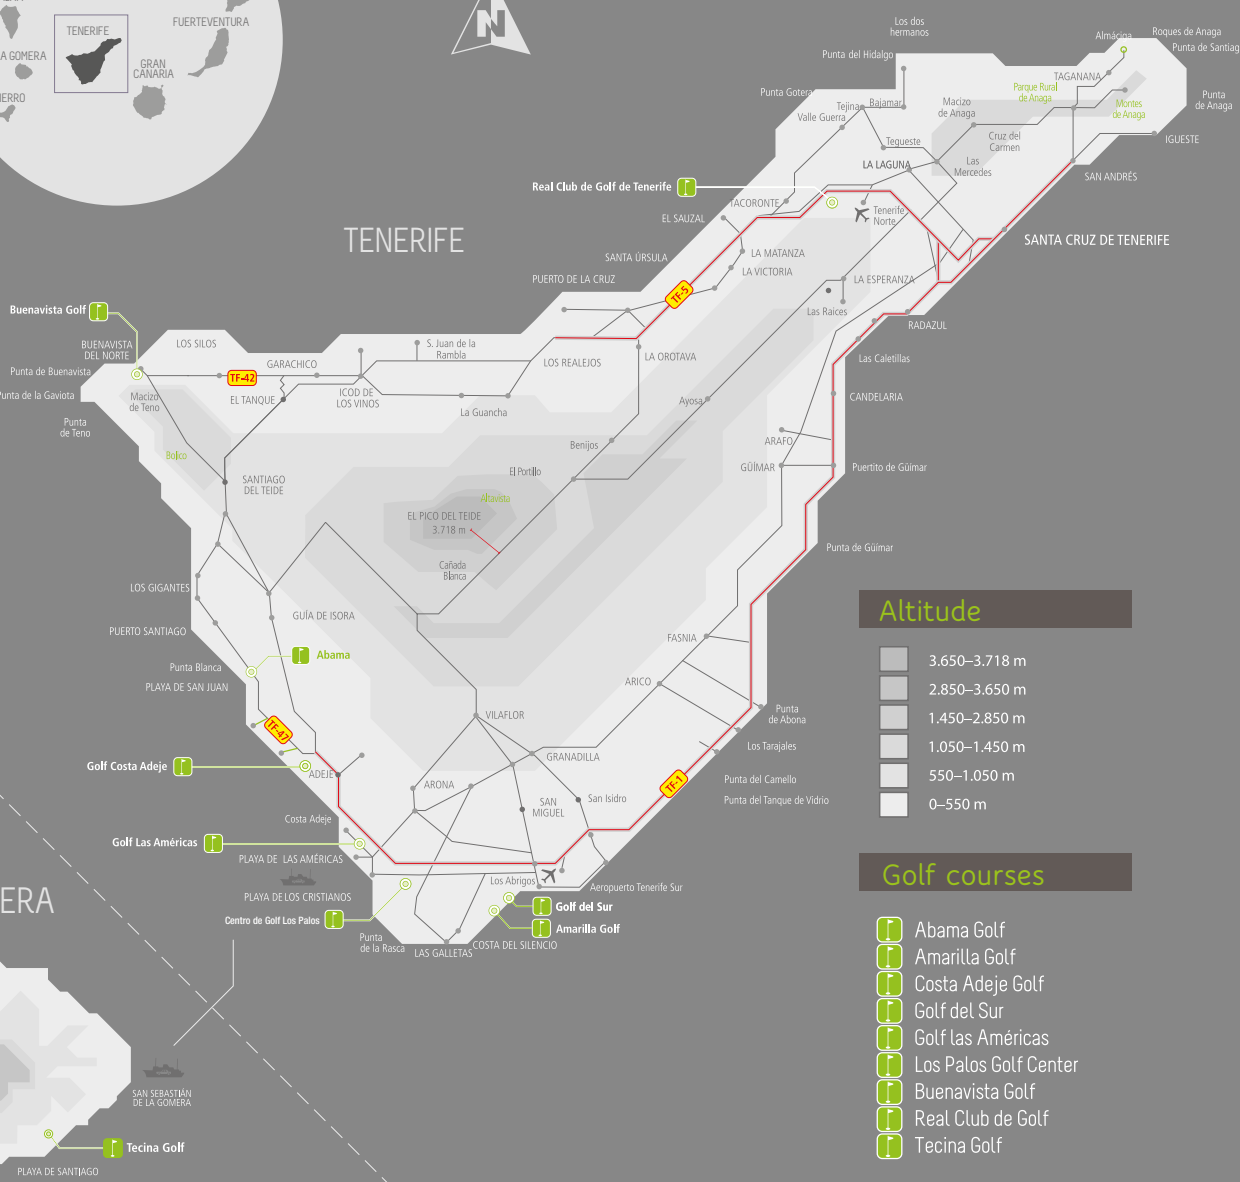 FUERTEVENTURA
TENERIFE
A GOMERA
GRAN
CANARIA
IERRO
N
Los dos
hermanos
Punta del Hidalgo
Almáciga
Roques de Anaga
Punta de Santiag
TAGANANA
Parque Rural
de Anaga
Punta Gotera
Bajamar
Tejina
Valle Guerra
Macizo
de Anaga
Montes
de Anaga
Punta
de Anaga
Cruz del
Carmen
Tegueste
IGUESTE
LA LAGUNA
Las
Mercedes
SAN ANDRÉS
Real Club de Golf de Tenerife
TACORONTE
Tenerife
Norte
EL SAUZAL
TENERIFE
SANTA CRUZ DE TENERIFE
SANTA ÚRSULA
LA MATANZA
LA VICTORIA
PUERTO DE LA CRUZ
LA ESPERANZA
TF-5
Las Raices
Buenavista Golf
RADAZUL
BUENAVISTA
DEL NORTE
LOS SILOS
S. Juan de la
Rambla
LOS REALEJOS
LA OROTAVA
Las Caletillas
GARACHICO
Punta de Buenavista
TF-42
Punta de la Gaviota
Macizo
de Teno
EL TANQUE
ICOD DE
LOS VINOS
La Guancha
Ayosa
CANDELARIA
Punta
de Teno
Bolico
Benijos
ARAFO
GÜÍMAR
Puertito de Güímar
El Portillo
SANTIAGO
DEL TEIDE
Altavista
EL PICO DEL TEIDE
3.718 m
Punta de Güímar
Cañada
Blanca
LOS GIGANTES
GUÍA DE ISORA
PUERTO SANTIAGO
FASNIA
Abama
Punta Blanca
PLAYA DE SAN JUAN
ARICO
Punta
de Abona
VILAFLOR
TF-47
Los Tarajales
GRANADILLA
Golf Costa Adeje
ADEJE
ARONA
TF-1
Punta del Camello
SAN
MIGUEL
San Isidro
Punta del Tanque de Vidrio
Costa Adeje
Golf Las Américas
PLAYA DE LAS AMÉRICAS
Los Abrigos
Aeropuerto Tenerife Sur
PLAYA DE LOS CRISTIANOS
ERA
Golf del Sur
Centro de Golf Los Palos
Amarilla Golf
Punta
de la Rasca
LAS GALLETAS
COSTA DEL SILENCIO
SAN SEBASTIÁN
DE LA GOMERA
Tecina Golf
PLAYA DE SANTIAGO
Altitude
3.650–3.718 m
2.850–3.650 m
1.450–2.850 m
1.050–1.450 m
550–1.050 m
0–550 m
Golf courses
Abama Golf
Amarilla Golf
Costa Adeje Golf
Golf del Sur
Golf las Américas
Los Palos Golf Center
Buenavista Golf
Real Club de Golf
Tecina Golf